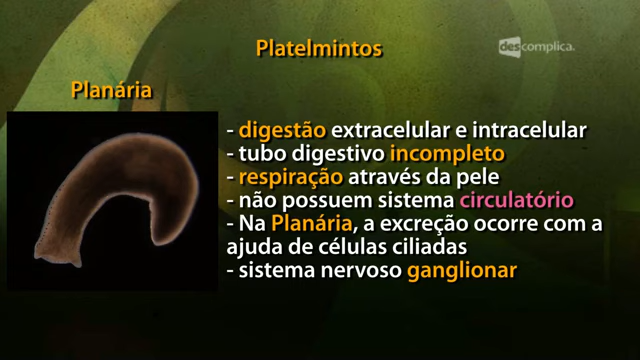 Platelmintos
descomplica.
Planária
- digestão extracelular e intracelular
- tubo digestivo incompleto
- respiração através da pele
- não possuem sistema circulatório
- Na Planária, a excreção ocorre com a
ajuda de células ciliadas
- sistema nervoso ganglionar